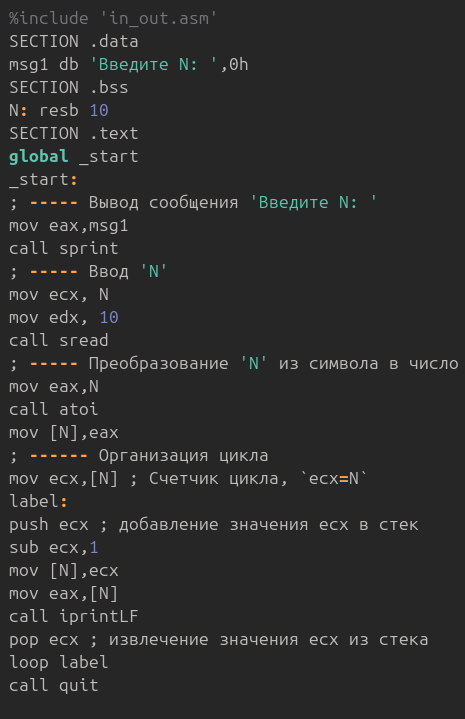 %include 'in_out.asm'
SECTION .data
msg1 db 'Введите N: ',0h
SECTION .bss
N: resb 10
SECTION .text
global _start
_start:
; ----- Вывод сообщения 'Введите N: '
mov eax,msg1
call sprint
; ----- Ввод 'N'
mov ecx, N
mov edx, 10
call sread
; ----- Преобразование 'N' из символа в число
mov eax,N
call atoi
mov [N],eax
; ------ Организация цикла
mov ecx,[N] ; Счетчик цикла, `ecx=N`
label:
push ecx ; добавление значения ecx в стек
sub ecx,1
mov [N],ecx
mov eax,[N]
call iprintLF
pop ecx ; извлечение значения ecx из стека
loop label
call quit